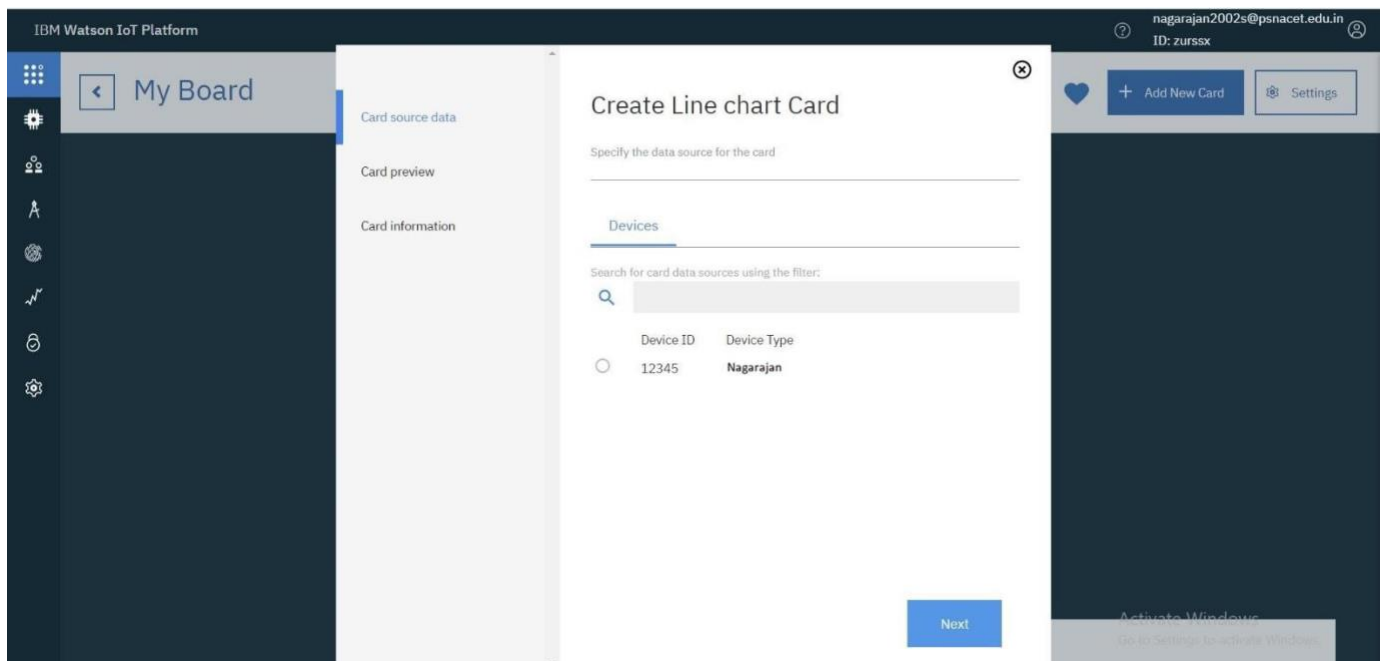 IBM Watson IoT Platform
nagarajan2002s@psnacet.edu.in
ID: zurssx
My Board
Add New Card
Settings
Card source data
Card preview
Card information
Create Line chart Card
Specify the data source for the card
Devices
Search for card data sources using the filter:
Device ID Device Type
12345 Nagarajan
Next
Activate Windows
Go to Settings to activate Windows.